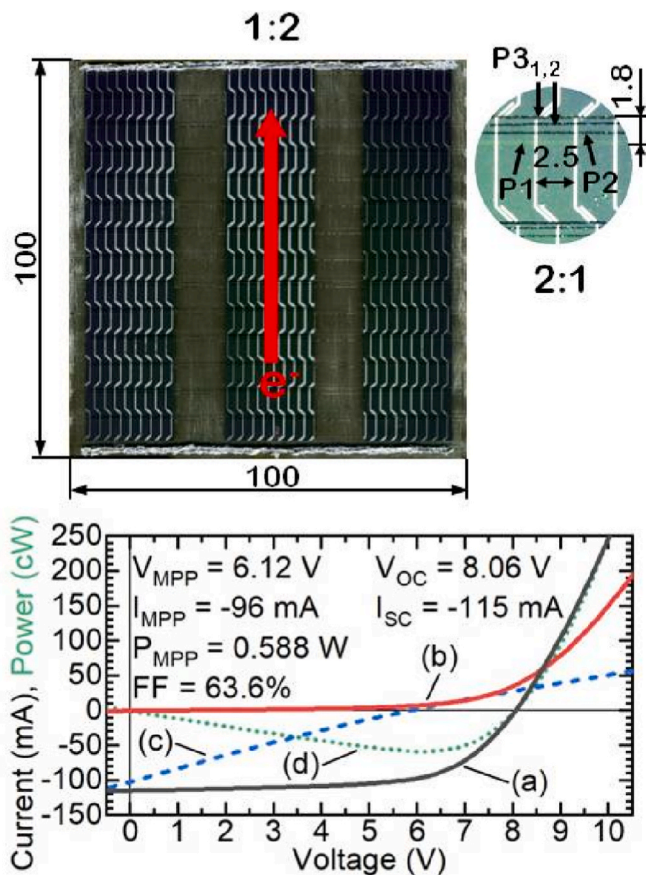 1:2
P3₁,₂
1.8
2.5
P1
P2
2:1
100
e⁻
100
Current (mA), Power (cW)
250
200
150
100
50
0
-50
-100
-150
V_MPP = 6.12 V
V_OC = 8.06 V
I_MPP = -96 mA
I_SC = -115 mA
P_MPP = 0.588 W
FF = 63.6%
(b)
(c)
(d)
(a)
0 1 2 3 4 5 6 7 8 9 10
Voltage (V)